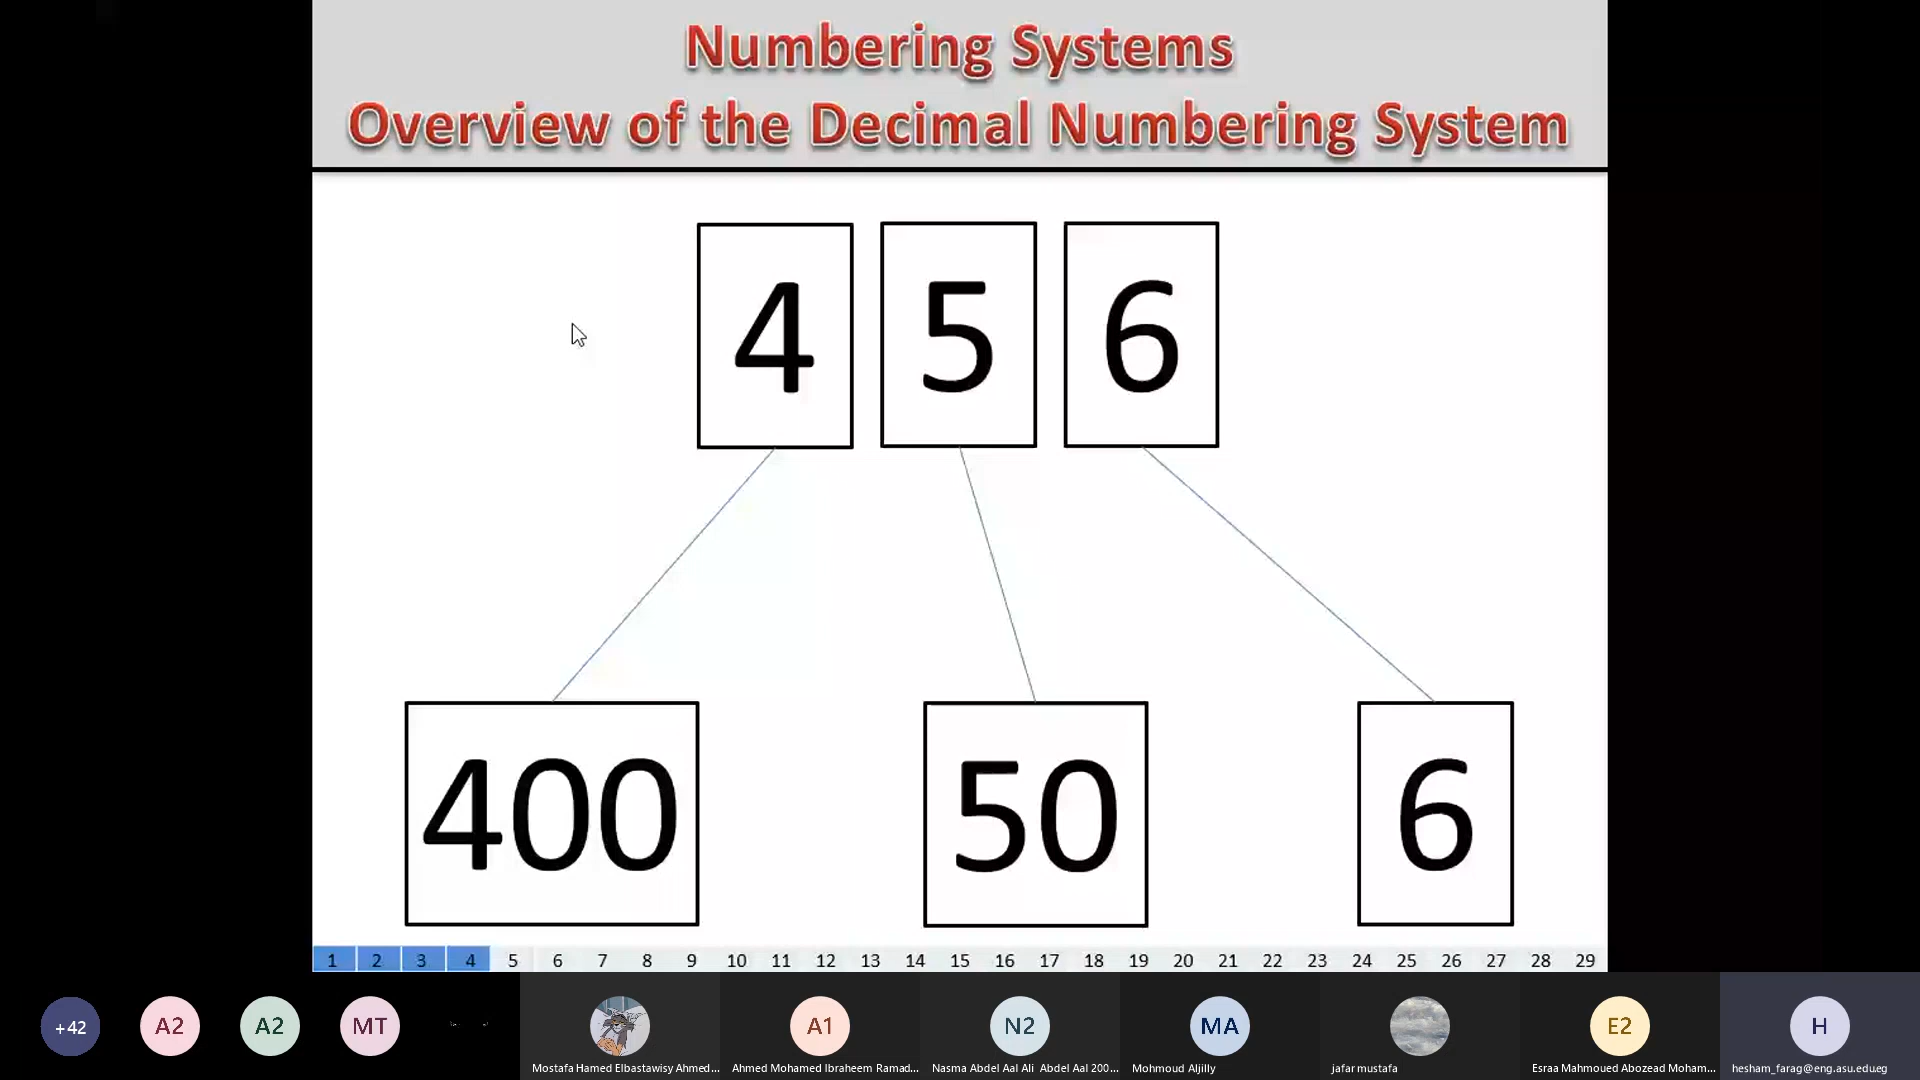 Numbering Systems
Overview of the Decimal Numbering System
4 5 6
400 50 6
1 2 3 4 5 6 7 8 9 10 11 12 13 14 15 16 17 18 19 20 21 22 23 24 25 26 27 28 29
+42 A2 A2 MT A1 N2 MA E2 H
Mostafa Hamed Elbastawisy Ahmed... Ahmed Mohamed Ibraheem Ramad... Nasma Abdel Aal Ali Abdel Aal 200... Mohmoud Aljilly jafar mustafa Esraa Mahmoued Abozead Moham... hesham_farag@eng.asu.edu.eg